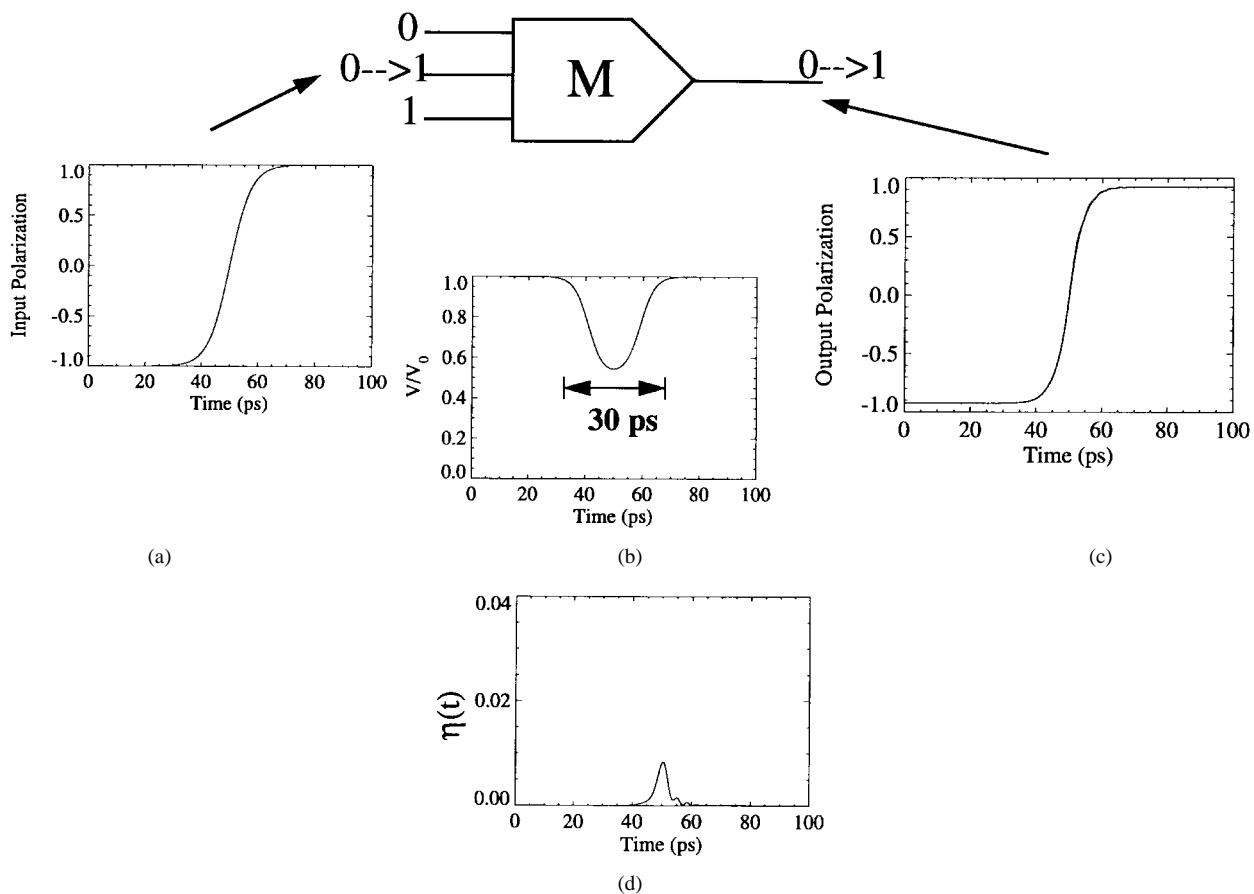 0
0-->1
1
M
0-->1
Input Polarization
1.0
0.5
0.0
-0.5
-1.0
0 20 40 60 80 100
Time (ps)
(a)
V/V0
1.0
0.8
0.6
0.4
0.2
0.0
30 ps
0 20 40 60 80 100
Time (ps)
(b)
Output Polarization
1.0
0.5
0.0
-0.5
-1.0
0 20 40 60 80 100
Time (ps)
(c)
η(t)
0.04
0.02
0.00
0 20 40 60 80 100
Time (ps)
(d)